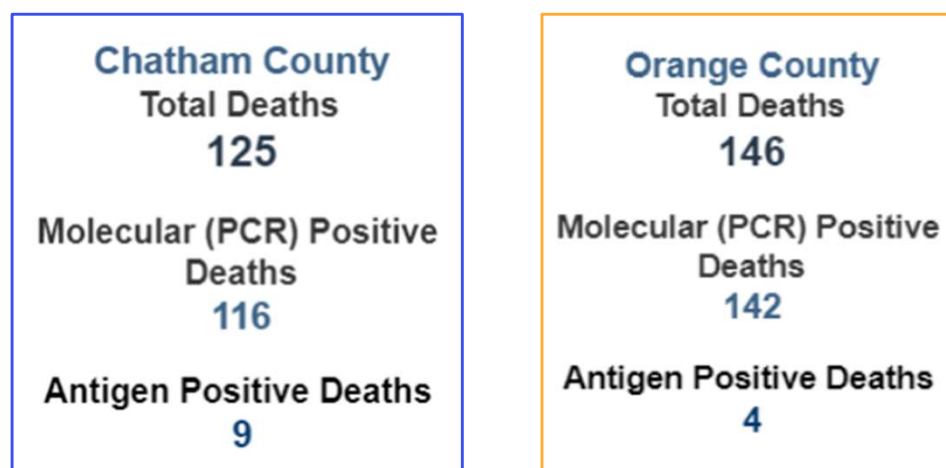 Chatham County
Total Deaths
125
Molecular (PCR) Positive
Deaths
116
Antigen Positive Deaths
9
Orange County
Total Deaths
146
Molecular (PCR) Positive
Deaths
142
Antigen Positive Deaths
4